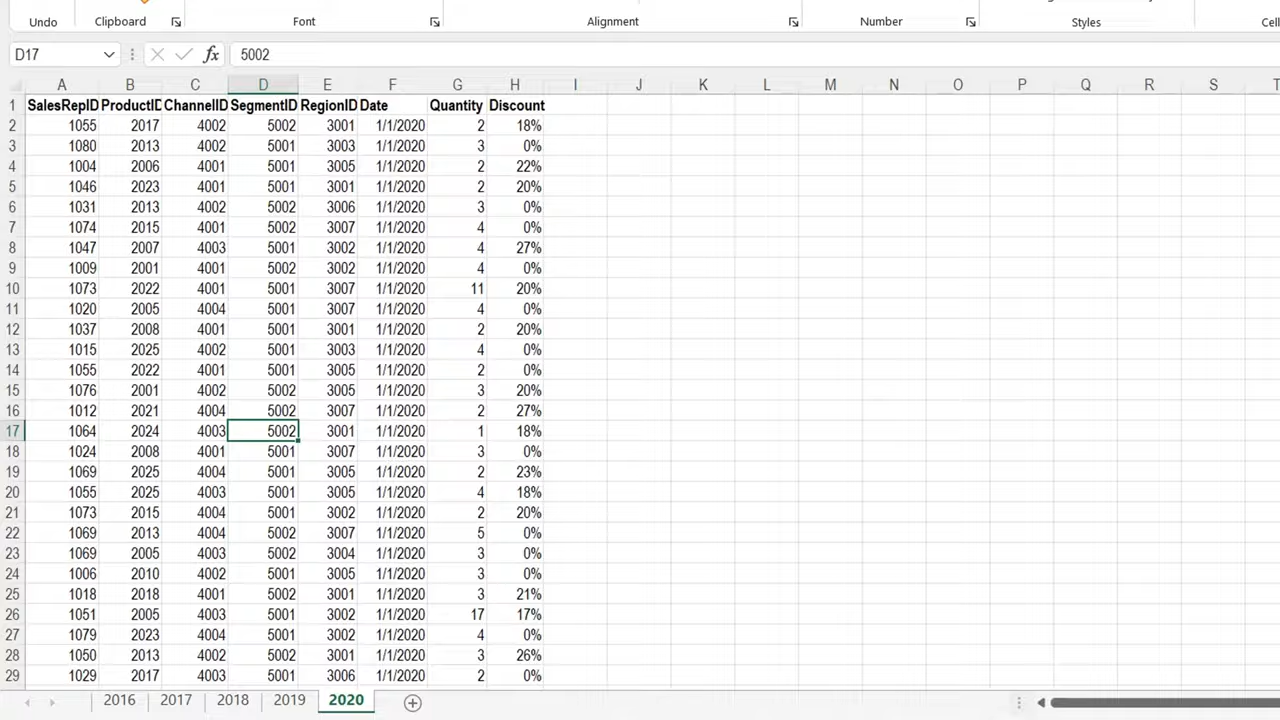 Undo Clipboard Font Alignment Number Styles Cell
D17 fx 5002
A B C D E F G H I J K L M N O P Q R S T
1 SalesRepID ProductID ChannelID SegmentID RegionID Date Quantity Discount
2 1055 2017 4002 5002 3001 1/1/2020 2 18%
3 1080 2013 4002 5001 3003 1/1/2020 3 0%
4 1004 2006 4001 5001 3005 1/1/2020 2 22%
5 1046 2023 4001 5001 3001 1/1/2020 2 20%
6 1031 2013 4002 5002 3006 1/1/2020 3 0%
7 1074 2015 4001 5002 3007 1/1/2020 4 0%
8 1047 2007 4003 5001 3002 1/1/2020 4 27%
9 1009 2001 4001 5002 3002 1/1/2020 4 0%
10 1073 2022 4001 5001 3007 1/1/2020 11 20%
11 1020 2005 4004 5001 3007 1/1/2020 4 0%
12 1037 2008 4001 5001 3001 1/1/2020 2 20%
13 1015 2025 4002 5001 3003 1/1/2020 4 0%
14 1055 2022 4001 5001 3005 1/1/2020 2 0%
15 1076 2001 4002 5002 3005 1/1/2020 3 20%
16 1012 2021 4004 5002 3007 1/1/2020 2 27%
17 1064 2024 4003 5002 3001 1/1/2020 1 18%
18 1024 2008 4001 5001 3007 1/1/2020 3 0%
19 1069 2025 4004 5001 3005 1/1/2020 2 23%
20 1055 2025 4003 5001 3005 1/1/2020 4 18%
21 1073 2015 4004 5001 3002 1/1/2020 2 20%
22 1069 2013 4004 5002 3007 1/1/2020 5 0%
23 1069 2005 4003 5002 3004 1/1/2020 3 0%
24 1006 2010 4002 5001 3005 1/1/2020 3 0%
25 1018 2018 4001 5002 3001 1/1/2020 3 21%
26 1051 2005 4003 5001 3002 1/1/2020 17 17%
27 1079 2023 4004 5001 3002 1/1/2020 4 0%
28 1050 2013 4002 5002 3001 1/1/2020 3 26%
29 1029 2017 4003 5001 3006 1/1/2020 2 0%
2016 2017 2018 2019 2020